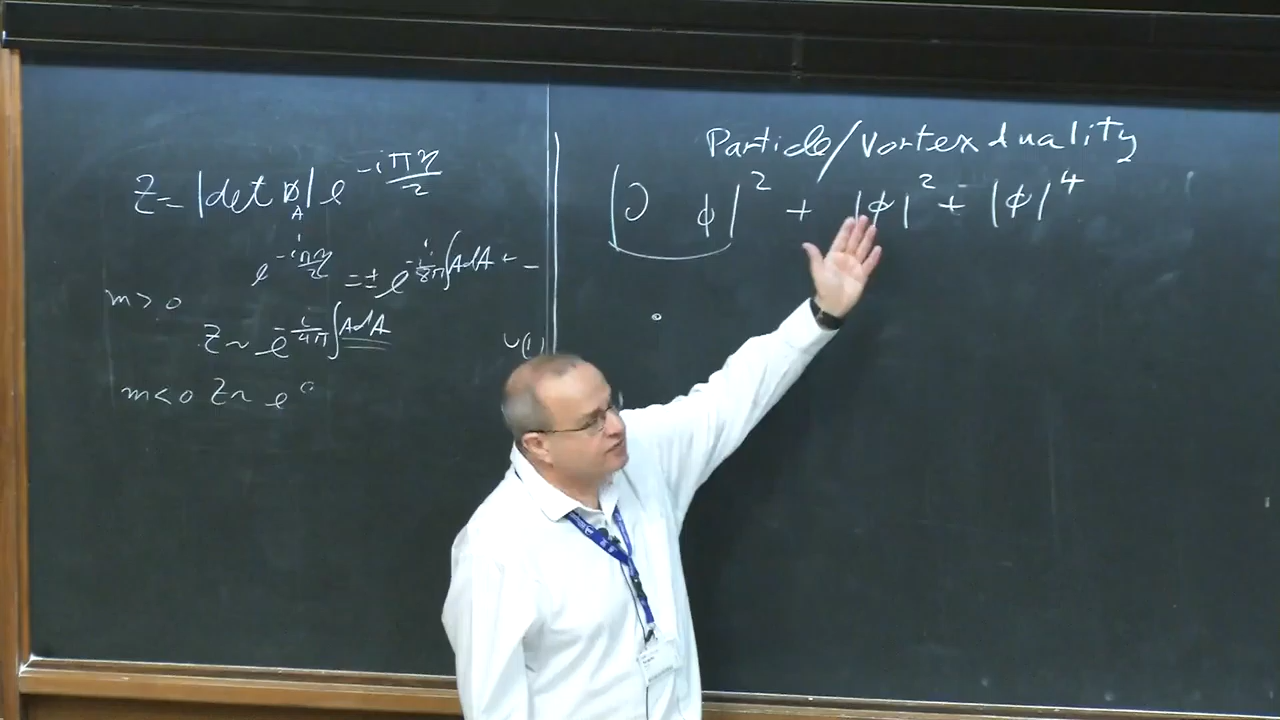 Z = |det D̸_A| e^{-iπη/2}
e^{-iπη/2} = ± e^{-i/8π ∫AdA + -}
m > 0
Z ~ e^{-i/4π ∫AdA}
U(1)
m < 0 Z ~ e^0
Particle/Vortex duality
|∂ φ|^2 + |φ|^2 + |φ|^4